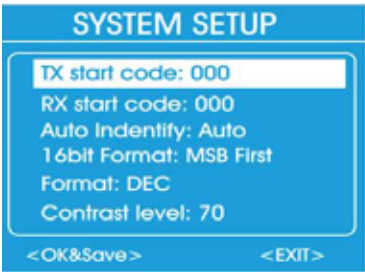 SYSTEM SETUP
TX start code: 000
RX start code: 000
Auto Indentify: Auto
16bit Format: MSB First
Format: DEC
Contrast level: 70
<OK&Save> <EXIT>